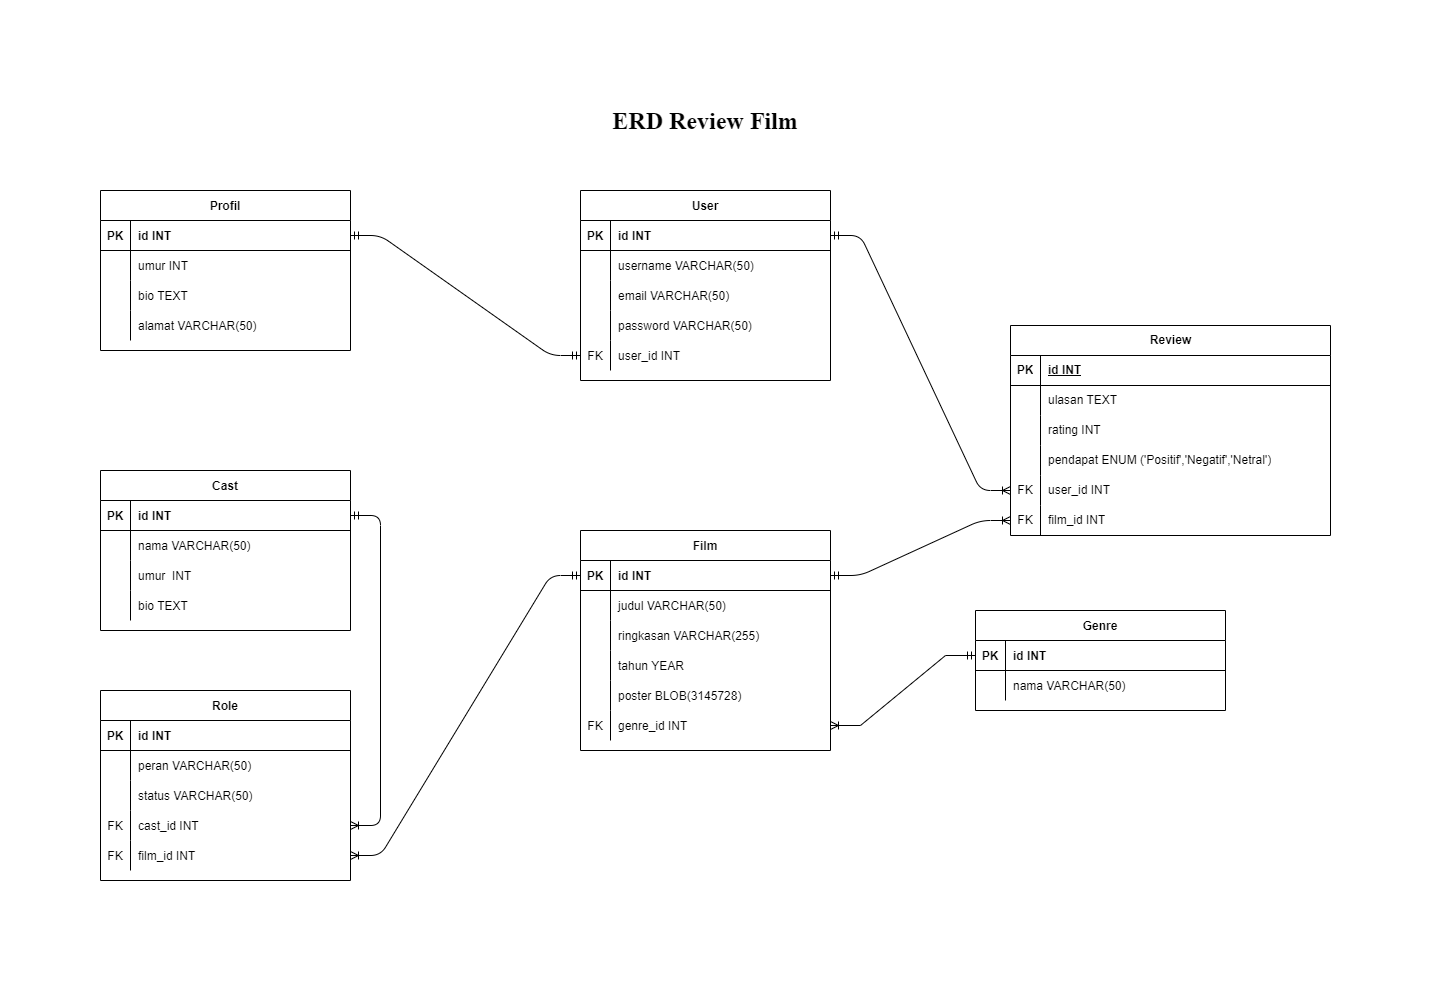 ERD Review Film
Profil
PK id INT
umur INT
bio TEXT
alamat VARCHAR(50)
User
PK id INT
username VARCHAR(50)
email VARCHAR(50)
password VARCHAR(50)
FK user_id INT
Review
PK id INT
ulasan TEXT
rating INT
pendapat ENUM ('Positif','Negatif','Netral')
FK user_id INT
FK film_id INT
Cast
PK id INT
nama VARCHAR(50)
umur  INT
bio TEXT
Film
PK id INT
judul VARCHAR(50)
ringkasan VARCHAR(255)
tahun YEAR
poster BLOB(3145728)
FK genre_id INT
Genre
PK id INT
nama VARCHAR(50)
Role
PK id INT
peran VARCHAR(50)
status VARCHAR(50)
FK cast_id INT
FK film_id INT